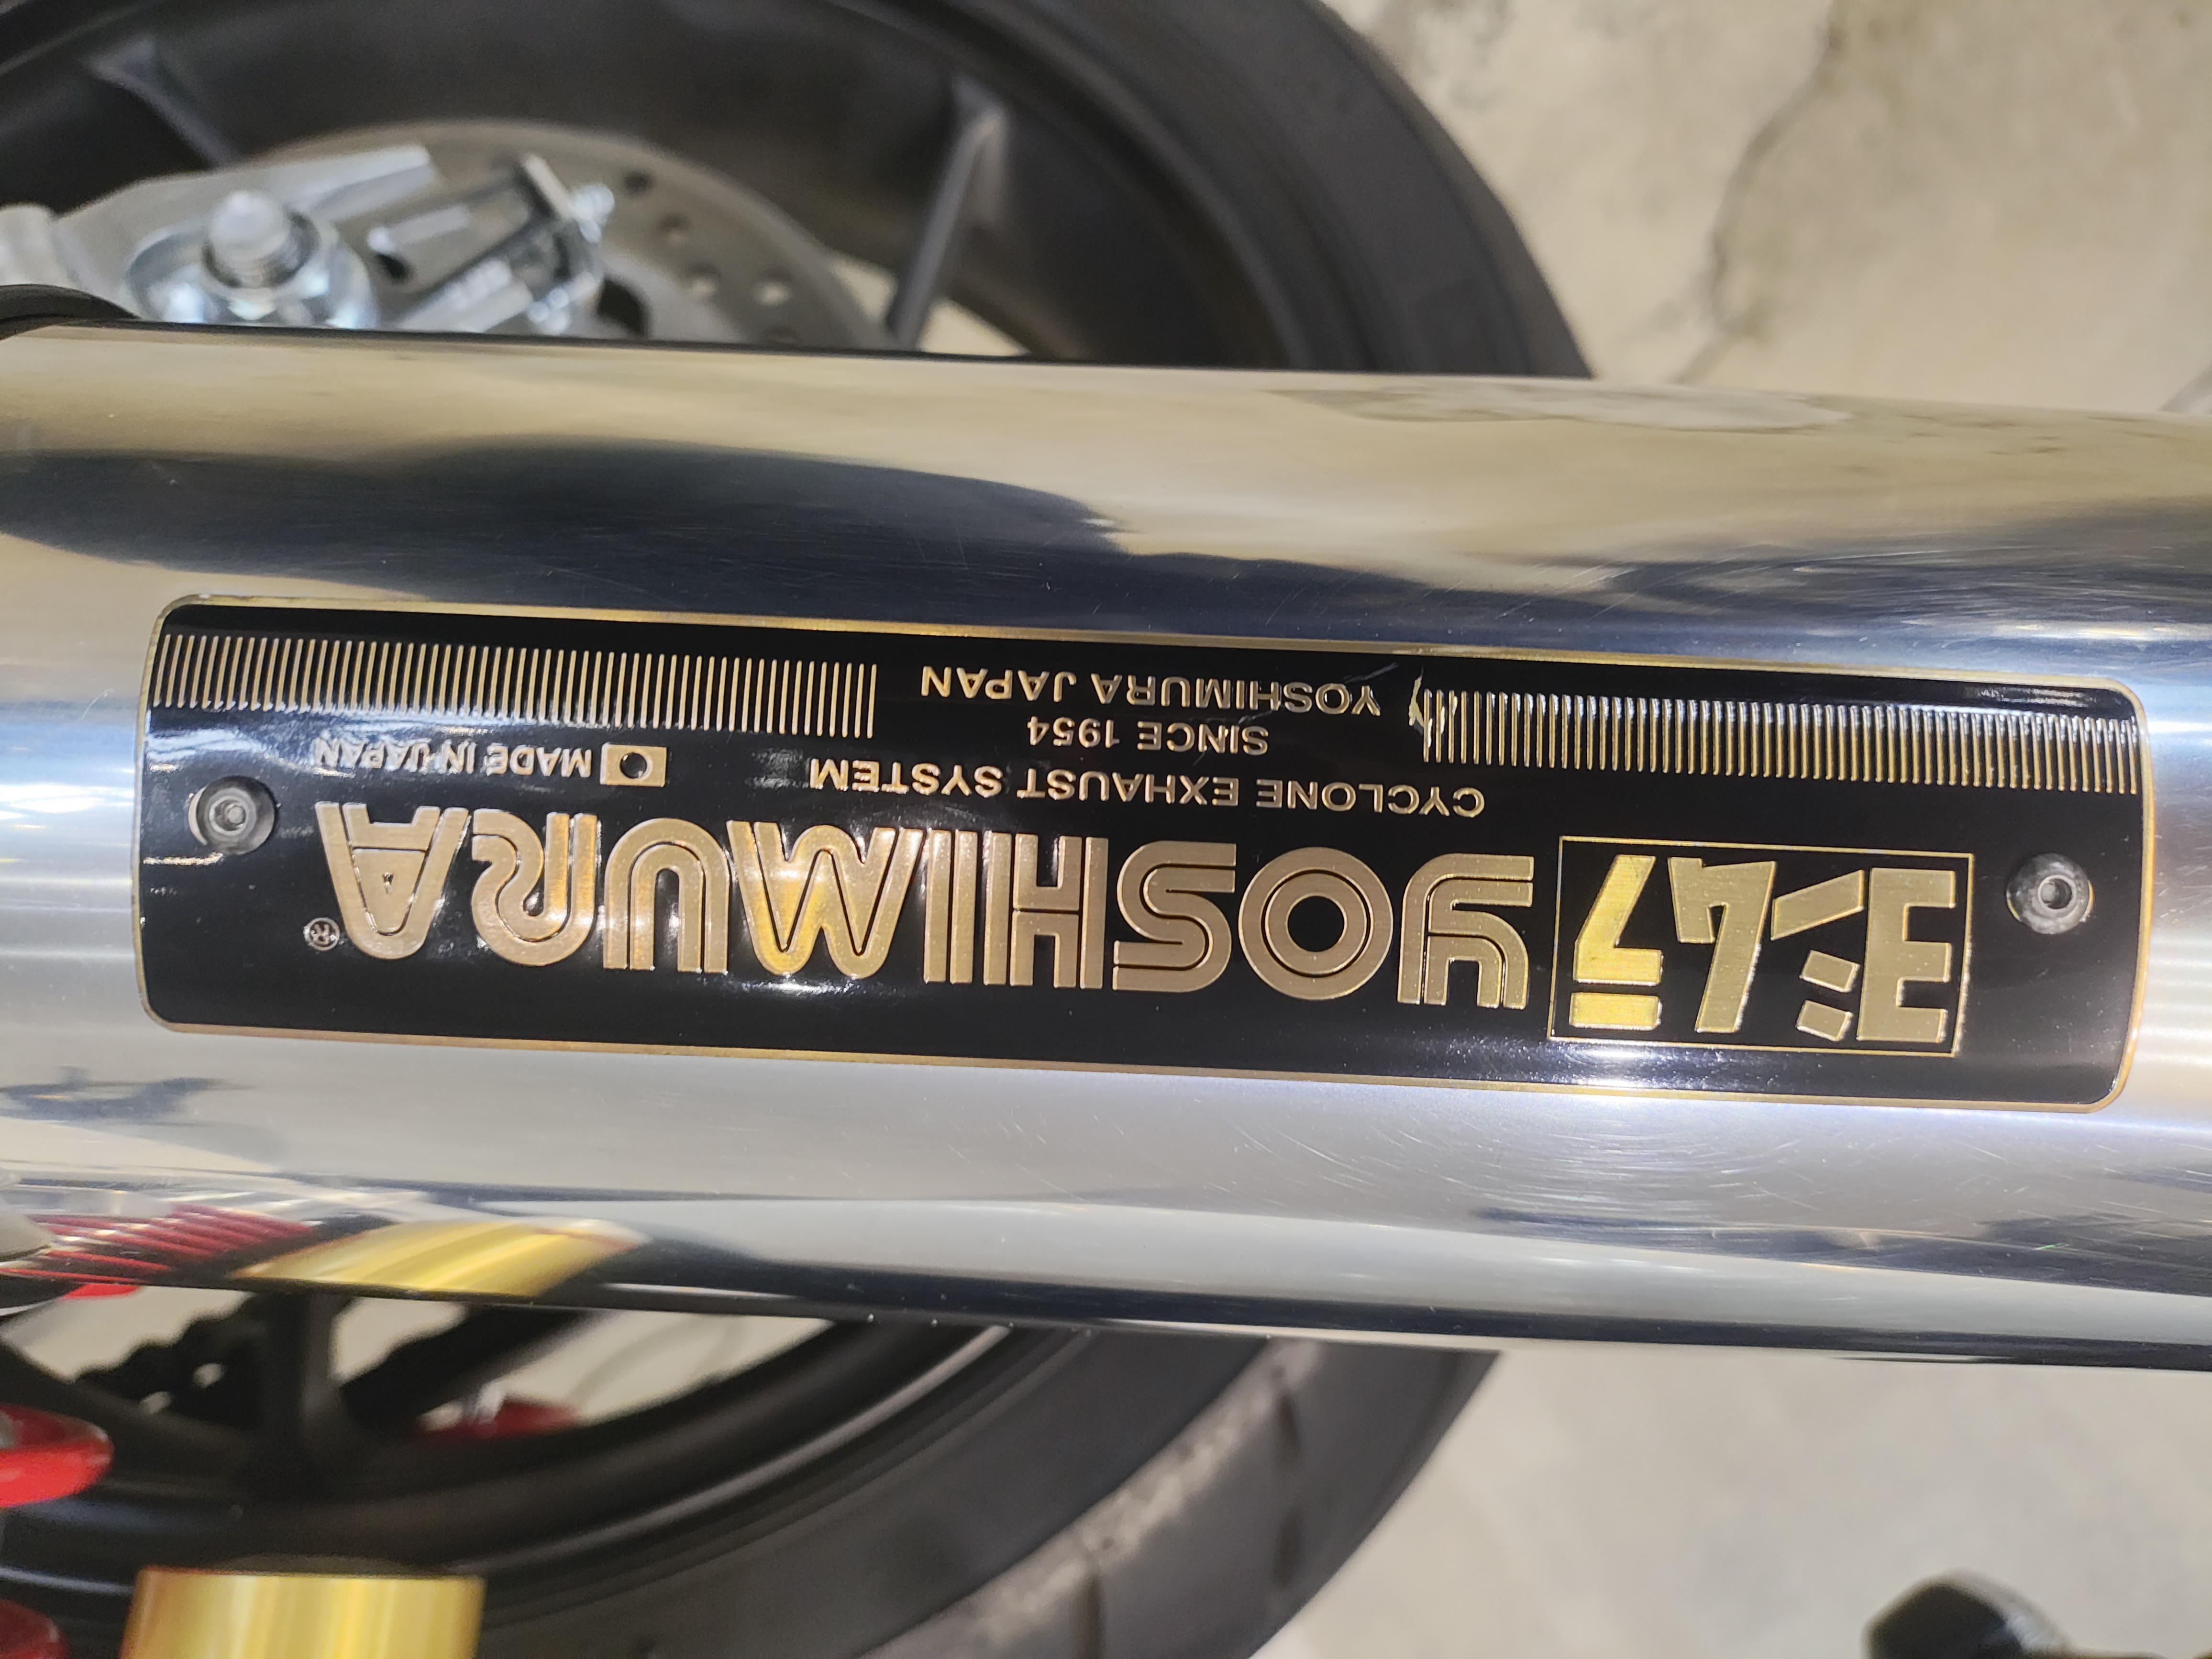 ヨシムラ YOSHIMURA®
CYCLONE EXHAUST SYSTEM MADE IN JAPAN
SINCE 1954
YOSHIMURA JAPAN